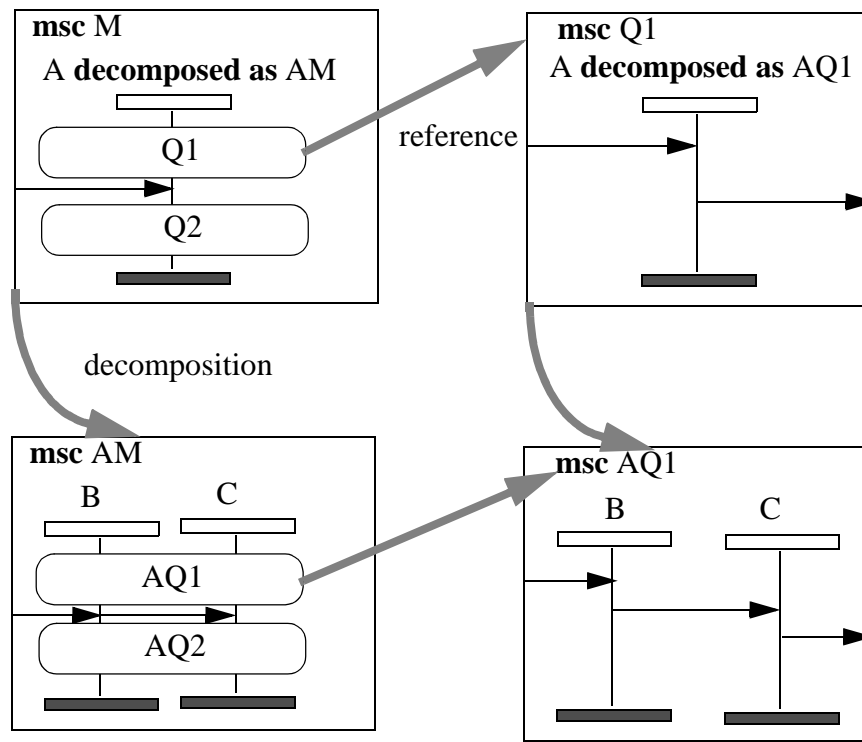 msc M
A decomposed as AM
Q1
Q2
reference
msc Q1
A decomposed as AQ1
decomposition
msc AM
B C
AQ1
AQ2
msc AQ1
B C